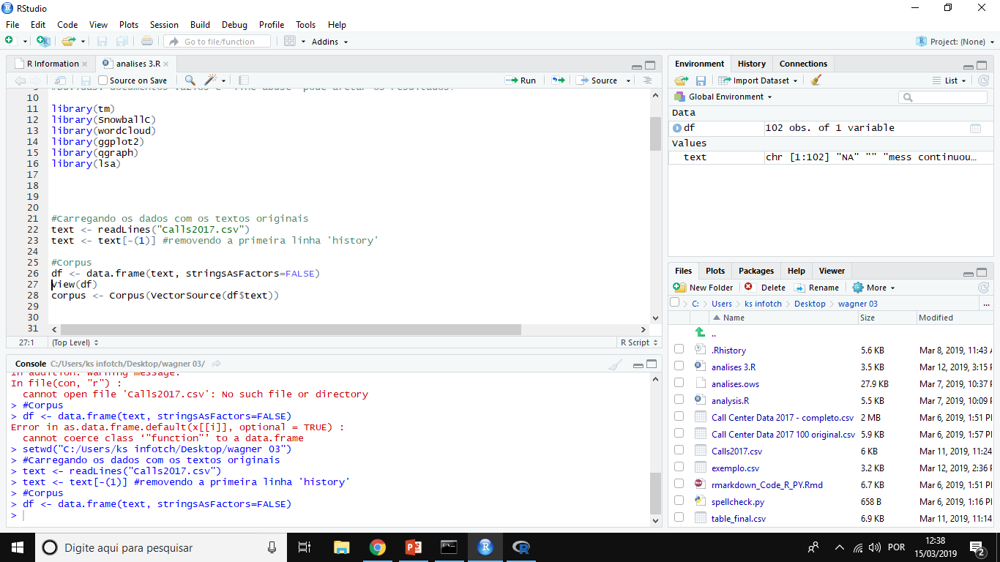 RStudio
File Edit Code View Plots Session Build Debug Profile Tools Help
Go to file/function Addins Project: (None)
R Information analises 3.R
Source on Save Run Source
10
11 library(tm)
12 library(SnowballC)
13 library(wordcloud)
14 library(ggplot2)
15 library(qgraph)
16 library(lsa)
17
18
19
20
21 #Carregando os dados com os textos originais
22 text <- readLines("Calls2017.csv")
23 text <- text[-(1)] #removendo a primeira linha 'history'
24
25 #Corpus
26 df <- data.frame(text, stringsAsFactors=FALSE)
27 View(df)
28 corpus <- Corpus(VectorSource(df$text))
29
30
31
27:1 (Top Level) R Script
Console C:/Users/ks infotch/Desktop/wagner 03/
In addition: Warning message:
In file(con, "r") :
cannot open file 'Calls2017.csv': No such file or directory
> #Corpus
> df <- data.frame(text, stringsAsFactors=FALSE)
Error in as.data.frame.default(x[[i]], optional = TRUE) :
cannot coerce class ‘"function"’ to a data.frame
> setwd("C:/Users/ks infotch/Desktop/wagner 03")
> #Carregando os dados com os textos originais
> text <- readLines("Calls2017.csv")
> text <- text[-(1)] #removendo a primeira linha 'history'
> #Corpus
> df <- data.frame(text, stringsAsFactors=FALSE)
>
Environment History Connections
Import Dataset List
Global Environment
Data
df 102 obs. of 1 variable
Values
text chr [1:102] "NA" "" "mess continuou…
Files Plots Packages Help Viewer
New Folder Delete Rename More
C: Users ks infotch Desktop wagner 03 ...
Name Size Modified
..
.Rhistory 5.6 KB Mar 8, 2019, 11:43
analises 3.R 3.5 KB Mar 12, 2019, 3:15
analises.ows 27.9 KB Mar 7, 2019, 10:37
analysis.R 5.5 KB Mar 7, 2019, 10:09
Call Center Data 2017 - completo.csv 2 MB Mar 6, 2019, 1:51
Call Center Data 2017 100 original.csv 5.9 KB Mar 6, 2019, 1:57
Calls2017.csv 6 KB Mar 11, 2019, 11:24
exemplo.csv 3.2 KB Mar 12, 2019, 2:36
rmarkdown_Code_R_PY.Rmd 6.7 KB Mar 6, 2019, 1:51
spellcheck.py 658 B Mar 6, 2019, 1:16
table_final.csv 6.9 KB Mar 11, 2019, 11:14
Digite aqui para pesquisar
POR
12:38
15/03/2019
2